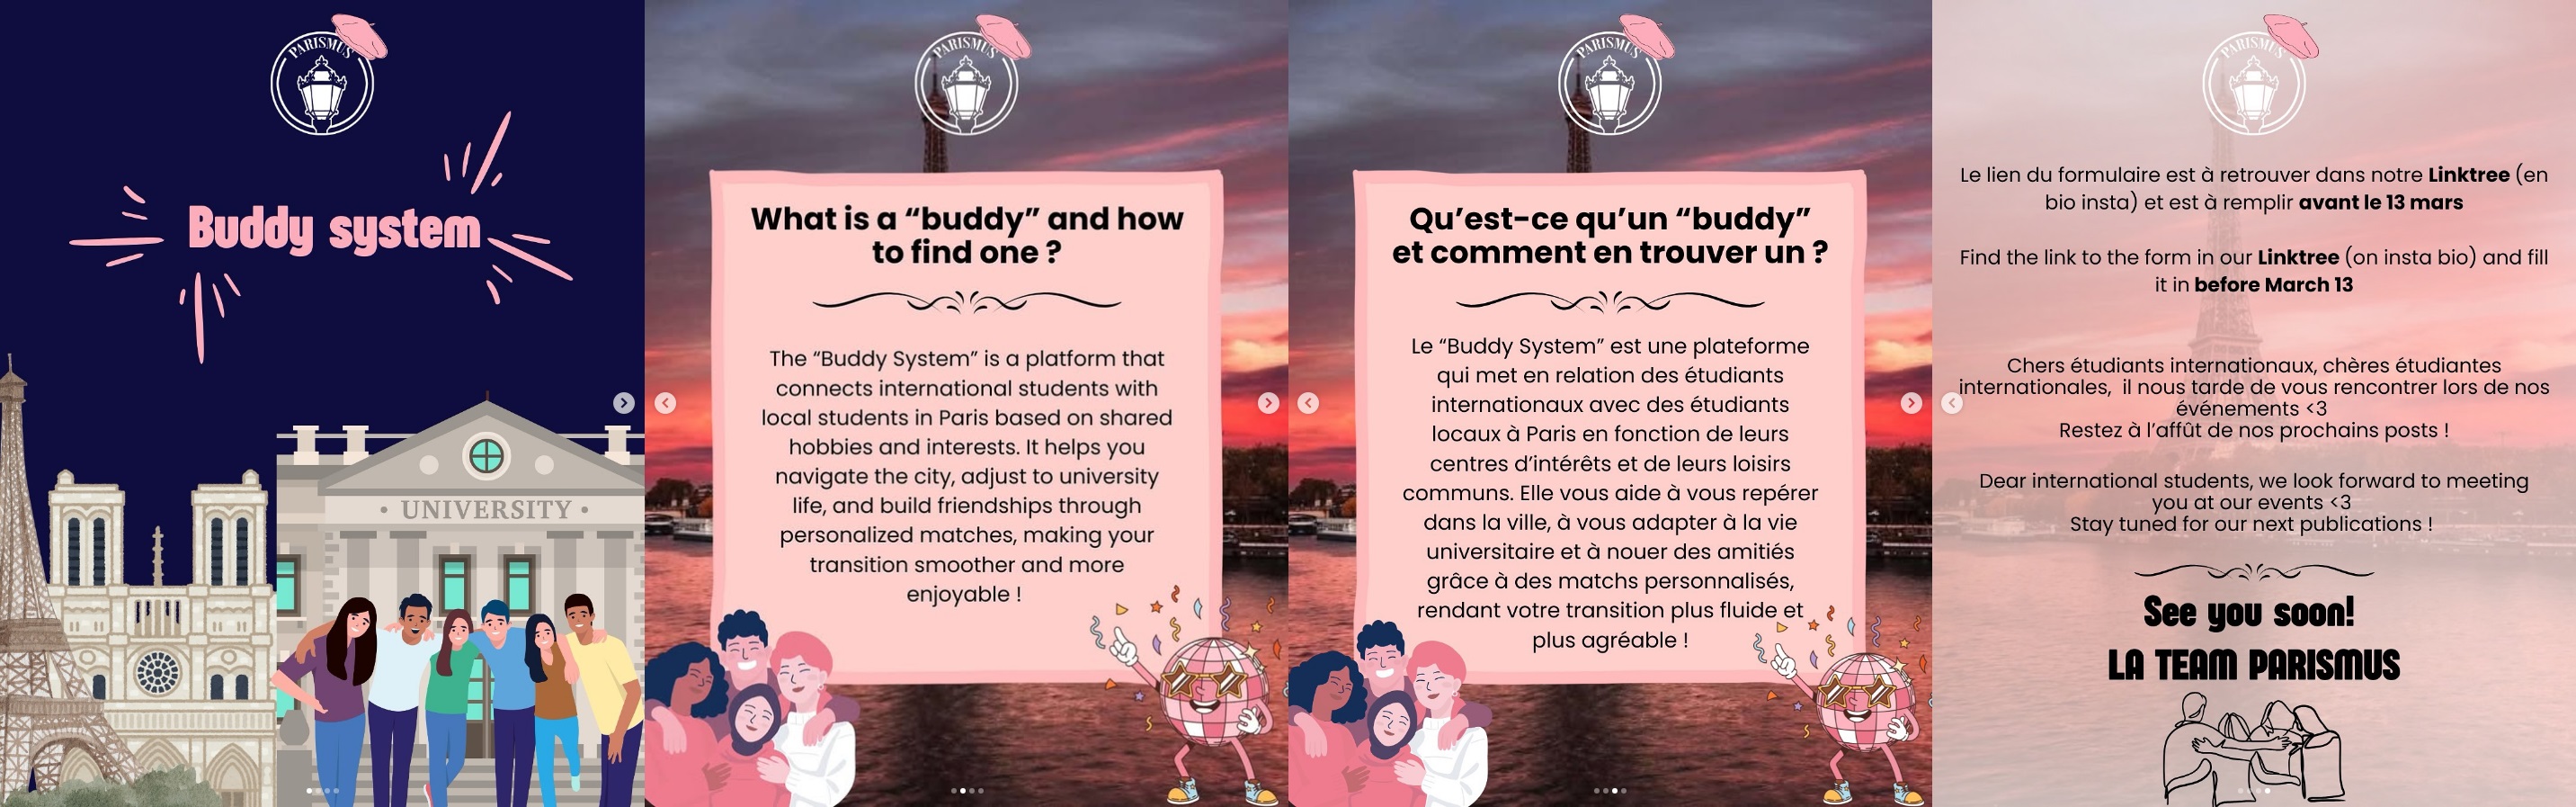 PARISMUS
Buddy system
• UNIVERSITY •
PARISMUS
What is a “buddy” and how
to find one ?
The “Buddy System” is a platform that
connects international students with
local students in Paris based on shared
hobbies and interests. It helps you
navigate the city, adjust to university
life, and build friendships through
personalized matches, making your
transition smoother and more
enjoyable !
PARISMUS
Qu’est-ce qu’un “buddy”
et comment en trouver un ?
Le “Buddy System” est une plateforme
qui met en relation des étudiants
internationaux avec des étudiants
locaux à Paris en fonction de leurs
centres d’intérêts et de leurs loisirs
communs. Elle vous aide à vous repérer
dans la ville, à vous adapter à la vie
universitaire et à nouer des amitiés
grâce à des matchs personnalisés,
rendant votre transition plus fluide et
plus agréable !
PARISMUS
Le lien du formulaire est à retrouver dans notre Linktree (en
bio insta) et est à remplir avant le 13 mars
Find the link to the form in our Linktree (on insta bio) and fill
it in before March 13
Chers étudiants internationaux, chères étudiantes
internationales,  il nous tarde de vous rencontrer lors de nos
événements <3
Restez à l’affût de nos prochains posts !
Dear international students, we look forward to meeting
you at our events <3
Stay tuned for our next publications !
See you soon!
LA TEAM PARISMUS